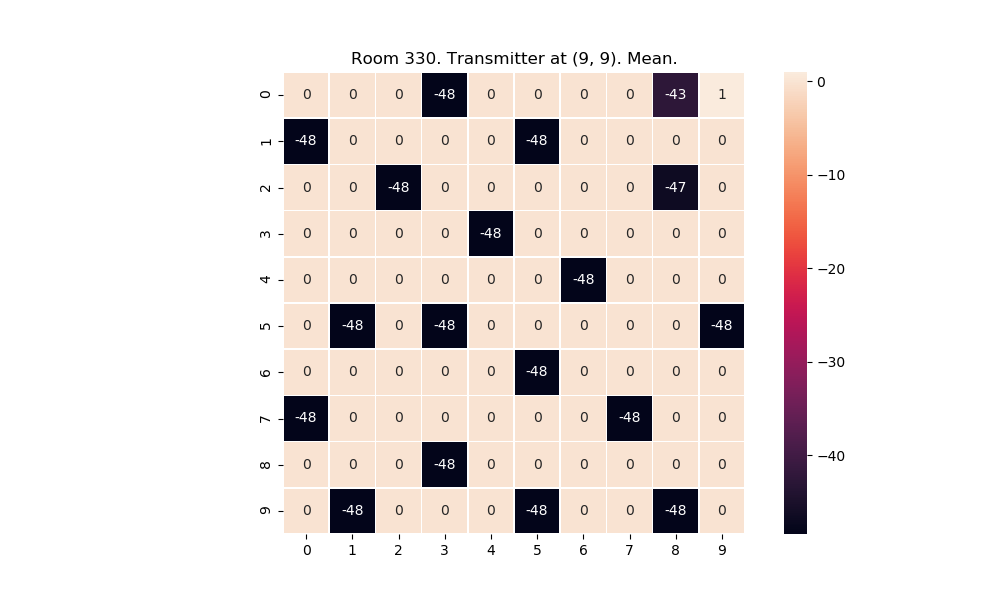 Room 330. Transmitter at (9, 9). Mean.
0 0 0 0 -48 0 0 0 0 -43 1
1 -48 0 0 0 0 -48 0 0 0 0
2 0 0 -48 0 0 0 0 0 -47 0
3 0 0 0 0 -48 0 0 0 0 0
4 0 0 0 0 0 0 -48 0 0 0
5 0 -48 0 -48 0 0 0 0 0 -48
6 0 0 0 0 0 -48 0 0 0 0
7 -48 0 0 0 0 0 0 -48 0 0
8 0 0 0 -48 0 0 0 0 0 0
9 0 -48 0 0 0 -48 0 0 -48 0
0 1 2 3 4 5 6 7 8 9
0
−10
−20
−30
−40